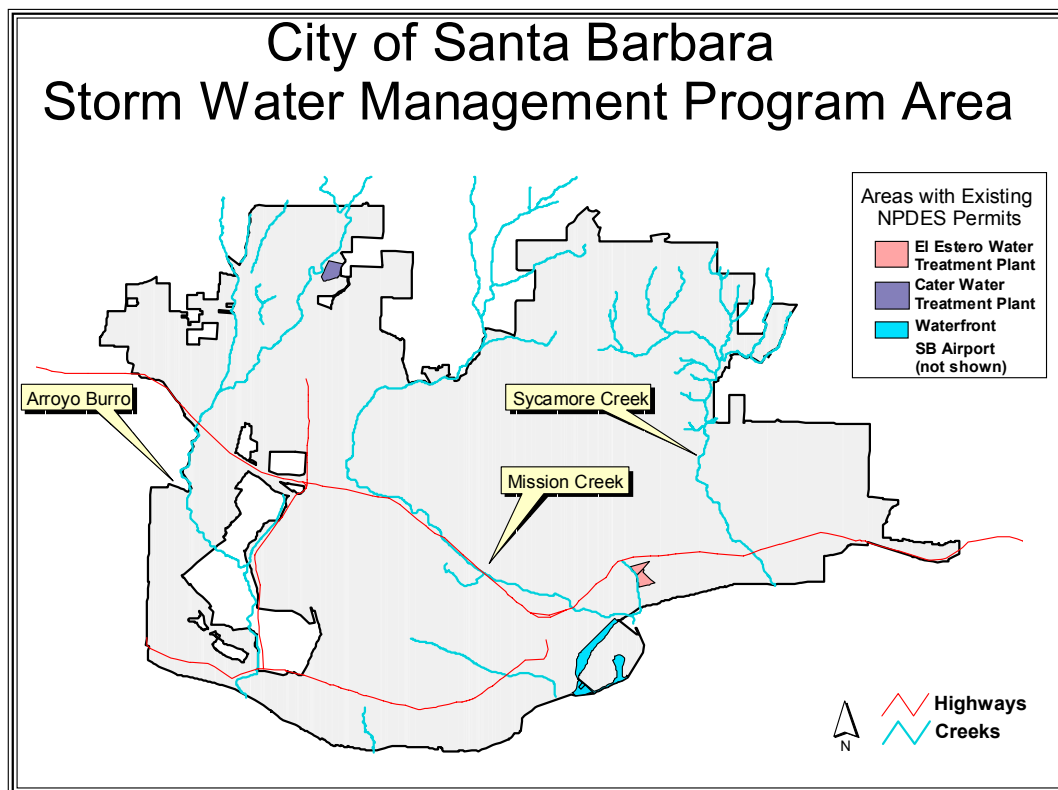 City of Santa Barbara
Storm Water Management Program Area
Areas with Existing
NPDES Permits
El Estero Water
Treatment Plant
Cater Water
Treatment Plant
Waterfront
SB Airport
(not shown)
Arroyo Burro
Sycamore Creek
Mission Creek
N
Highways
Creeks